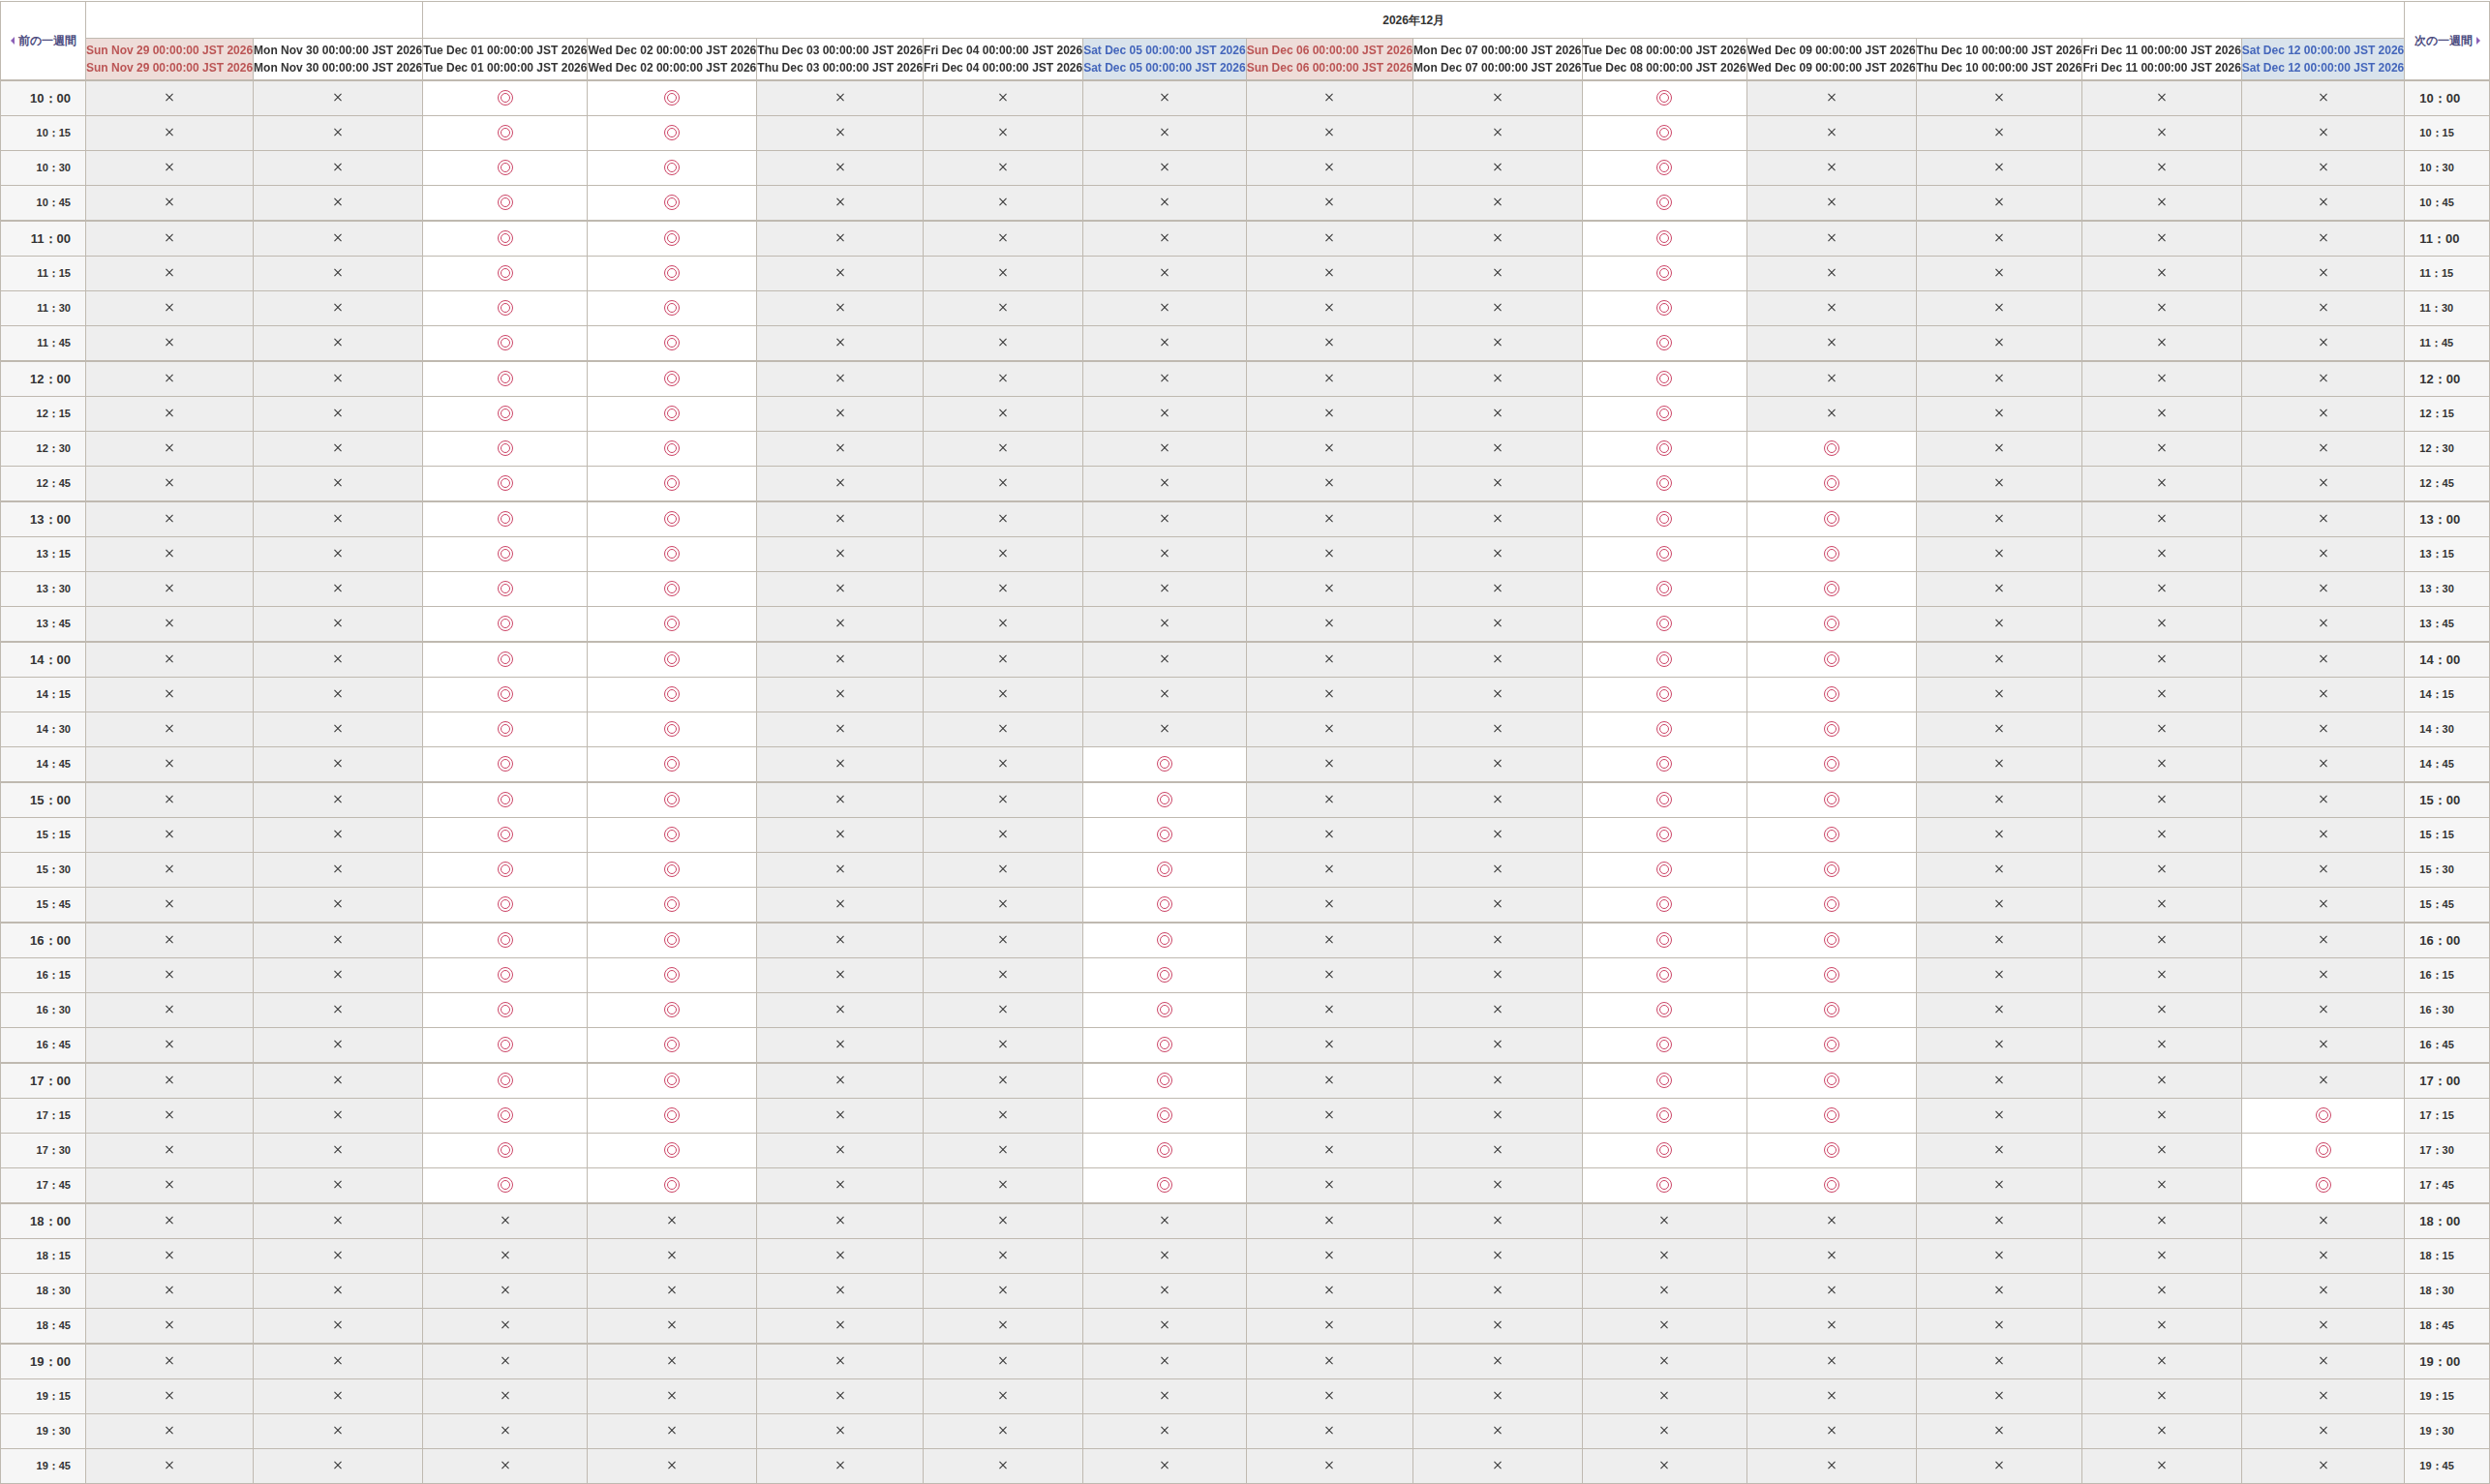 2026年12月
前の一週間 Sun Nov 29 00:00:00 JST 2026 Mon Nov 30 00:00:00 JST 2026 Tue Dec 01 00:00:00 JST 2026 Wed Dec 02 00:00:00 JST 2026 Thu Dec 03 00:00:00 JST 2026 Fri Dec 04 00:00:00 JST 2026 Sat Dec 05 00:00:00 JST 2026 Sun Dec 06 00:00:00 JST 2026 Mon Dec 07 00:00:00 JST 2026 Tue Dec 08 00:00:00 JST 2026 Wed Dec 09 00:00:00 JST 2026 Thu Dec 10 00:00:00 JST 2026 Fri Dec 11 00:00:00 JST 2026 Sat Dec 12 00:00:00 JST 2026 次の一週間
Sun Nov 29 00:00:00 JST 2026 Mon Nov 30 00:00:00 JST 2026 Tue Dec 01 00:00:00 JST 2026 Wed Dec 02 00:00:00 JST 2026 Thu Dec 03 00:00:00 JST 2026 Fri Dec 04 00:00:00 JST 2026 Sat Dec 05 00:00:00 JST 2026 Sun Dec 06 00:00:00 JST 2026 Mon Dec 07 00:00:00 JST 2026 Tue Dec 08 00:00:00 JST 2026 Wed Dec 09 00:00:00 JST 2026 Thu Dec 10 00:00:00 JST 2026 Fri Dec 11 00:00:00 JST 2026 Sat Dec 12 00:00:00 JST 2026
10：00 × × ◎ ◎ × × × × × ◎ × × × × 10：00
10：15 × × ◎ ◎ × × × × × ◎ × × × × 10：15
10：30 × × ◎ ◎ × × × × × ◎ × × × × 10：30
10：45 × × ◎ ◎ × × × × × ◎ × × × × 10：45
11：00 × × ◎ ◎ × × × × × ◎ × × × × 11：00
11：15 × × ◎ ◎ × × × × × ◎ × × × × 11：15
11：30 × × ◎ ◎ × × × × × ◎ × × × × 11：30
11：45 × × ◎ ◎ × × × × × ◎ × × × × 11：45
12：00 × × ◎ ◎ × × × × × ◎ × × × × 12：00
12：15 × × ◎ ◎ × × × × × ◎ × × × × 12：15
12：30 × × ◎ ◎ × × × × × ◎ ◎ × × × 12：30
12：45 × × ◎ ◎ × × × × × ◎ ◎ × × × 12：45
13：00 × × ◎ ◎ × × × × × ◎ ◎ × × × 13：00
13：15 × × ◎ ◎ × × × × × ◎ ◎ × × × 13：15
13：30 × × ◎ ◎ × × × × × ◎ ◎ × × × 13：30
13：45 × × ◎ ◎ × × × × × ◎ ◎ × × × 13：45
14：00 × × ◎ ◎ × × × × × ◎ ◎ × × × 14：00
14：15 × × ◎ ◎ × × × × × ◎ ◎ × × × 14：15
14：30 × × ◎ ◎ × × × × × ◎ ◎ × × × 14：30
14：45 × × ◎ ◎ × × ◎ × × ◎ ◎ × × × 14：45
15：00 × × ◎ ◎ × × ◎ × × ◎ ◎ × × × 15：00
15：15 × × ◎ ◎ × × ◎ × × ◎ ◎ × × × 15：15
15：30 × × ◎ ◎ × × ◎ × × ◎ ◎ × × × 15：30
15：45 × × ◎ ◎ × × ◎ × × ◎ ◎ × × × 15：45
16：00 × × ◎ ◎ × × ◎ × × ◎ ◎ × × × 16：00
16：15 × × ◎ ◎ × × ◎ × × ◎ ◎ × × × 16：15
16：30 × × ◎ ◎ × × ◎ × × ◎ ◎ × × × 16：30
16：45 × × ◎ ◎ × × ◎ × × ◎ ◎ × × × 16：45
17：00 × × ◎ ◎ × × ◎ × × ◎ ◎ × × × 17：00
17：15 × × ◎ ◎ × × ◎ × × ◎ ◎ × × ◎ 17：15
17：30 × × ◎ ◎ × × ◎ × × ◎ ◎ × × ◎ 17：30
17：45 × × ◎ ◎ × × ◎ × × ◎ ◎ × × ◎ 17：45
18：00 × × × × × × × × × × × × × × 18：00
18：15 × × × × × × × × × × × × × × 18：15
18：30 × × × × × × × × × × × × × × 18：30
18：45 × × × × × × × × × × × × × × 18：45
19：00 × × × × × × × × × × × × × × 19：00
19：15 × × × × × × × × × × × × × × 19：15
19：30 × × × × × × × × × × × × × × 19：30
19：45 × × × × × × × × × × × × × × 19：45